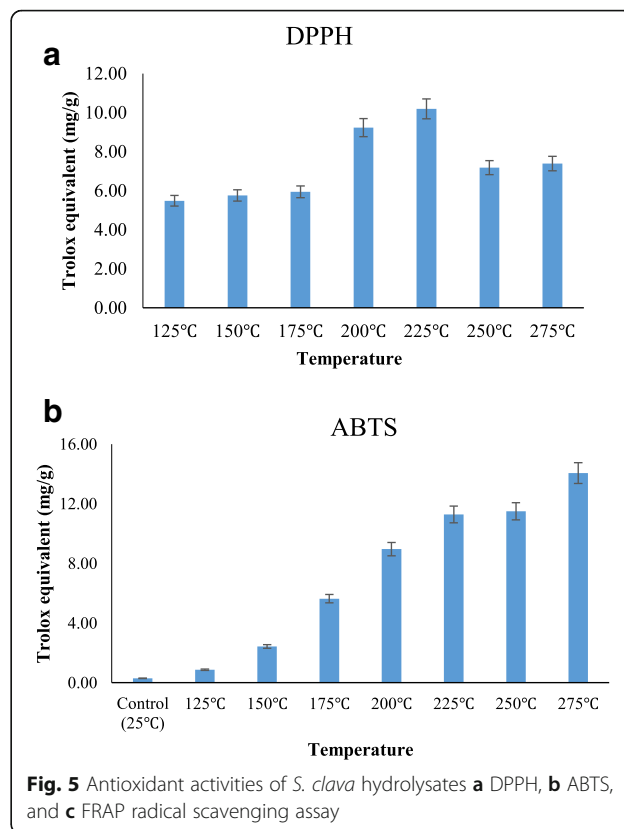 DPPH
a
12.00
10.00
8.00
6.00
4.00
2.00
0.00
Trolox equivalent (mg/g)
125℃ 150℃ 175℃ 200℃ 225℃ 250℃ 275℃
Temperature
b
ABTS
16.00
12.00
8.00
4.00
0.00
Trolox equivalent (mg/g)
Control 125℃ 150℃ 175℃ 200℃ 225℃ 250℃ 275℃
(25℃)
Temperature
Fig. 5 Antioxidant activities of S. clava hydrolysates a DPPH, b ABTS,
and c FRAP radical scavenging assay